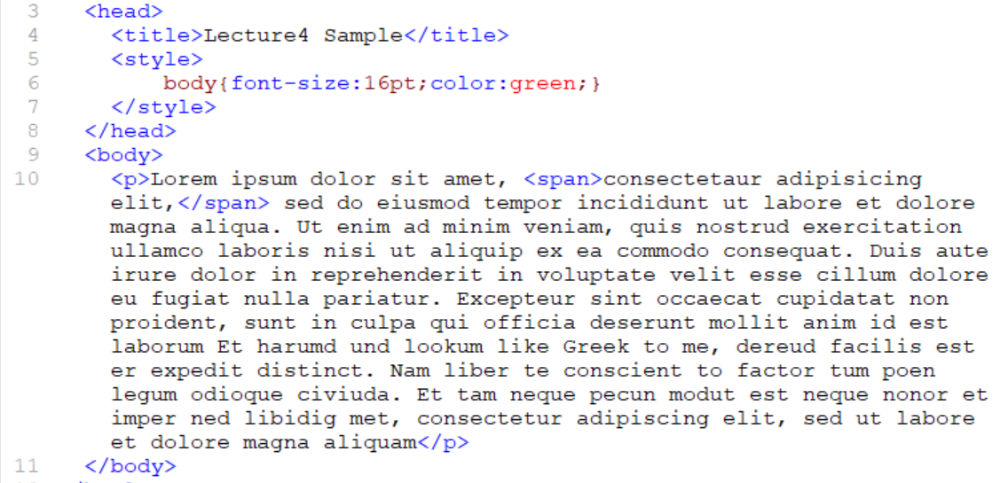 3 <head>
4 <title>Lecture4 Sample</title>
5 <style>
6 body{font-size:16pt;color:green;}
7 </style>
8 </head>
9 <body>
10 <p>Lorem ipsum dolor sit amet, <span>consectetaur adipisicing
elit,</span> sed do eiusmod tempor incididunt ut labore et dolore
magna aliqua. Ut enim ad minim veniam, quis nostrud exercitation
ullamco laboris nisi ut aliquip ex ea commodo consequat. Duis aute
irure dolor in reprehenderit in voluptate velit esse cillum dolore
eu fugiat nulla pariatur. Excepteur sint occaecat cupidatat non
proident, sunt in culpa qui officia deserunt mollit anim id est
laborum Et harumd und lookum like Greek to me, dereud facilis est
er expedit distinct. Nam liber te conscient to factor tum poen
legum odioque civiuda. Et tam neque pecun modut est neque nonor et
imper ned libidig met, consectetur adipiscing elit, sed ut labore
et dolore magna aliquam</p>
11 </body>